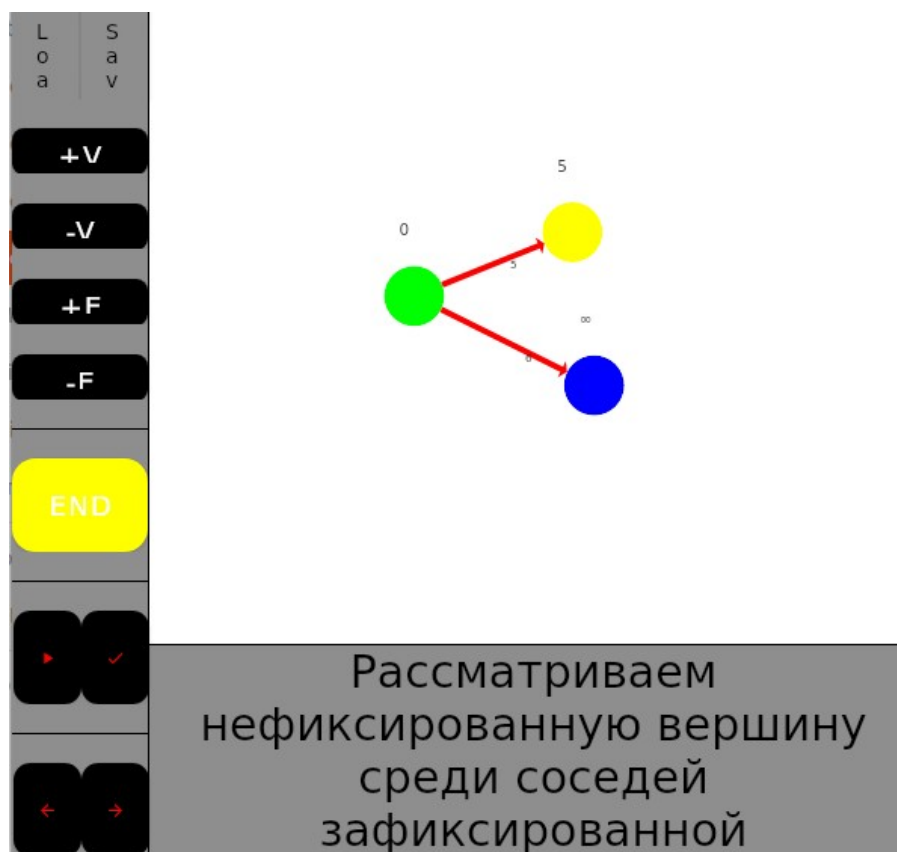 L S
o a
a v
+V
-V
+F
-F
END
5
0
5
∞
Рассматриваем
нефиксированную вершину
среди соседей
зафиксированной